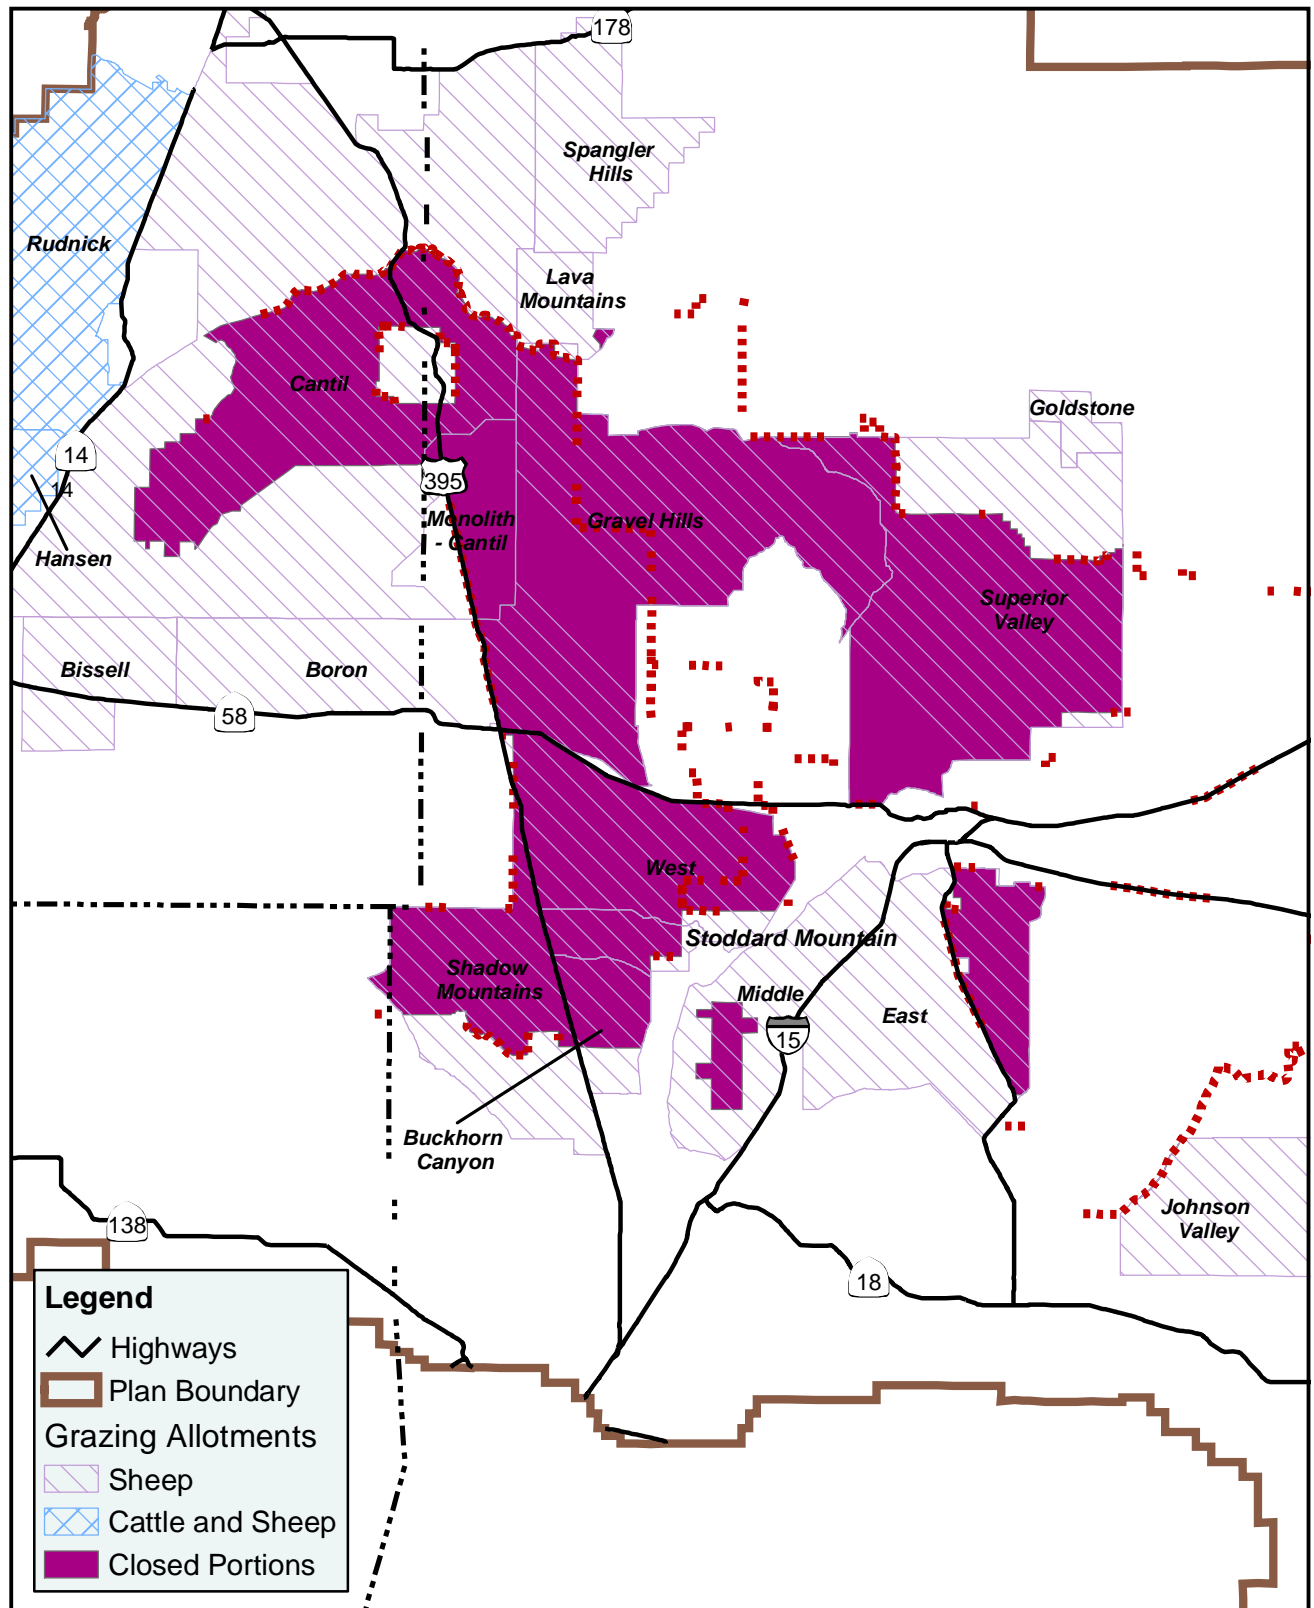 178
Spangler
Hills
Rudnick
Lava
Mountains
Cantil
Goldstone
14
395
14
Monolith
- Cantil
Gravel Hills
Hansen
Superior
Valley
Bissell
Boron
58
West
Stoddard Mountain
Shadow
Mountains
Middle
East
15
Buckhorn
Canyon
Johnson
Valley
138
18
Legend
Highways
Plan Boundary
Grazing Allotments
Sheep
Cattle and Sheep
Closed Portions